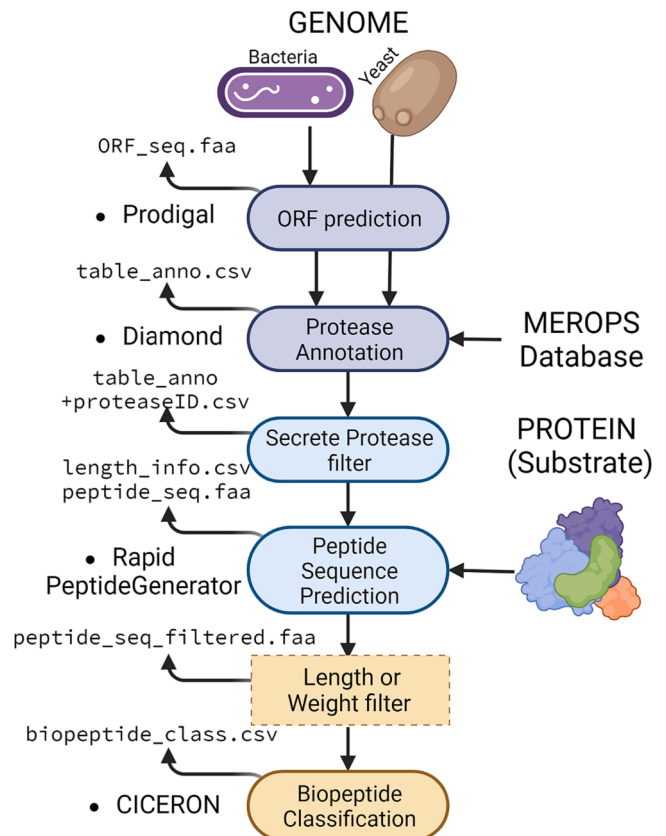 GENOME
Bacteria
Yeast
ORF_seq.faa
• Prodigal
ORF prediction
table_anno.csv
• Diamond
Protease
Annotation
MEROPS
Database
table_anno
+proteaseID.csv
Secrete Protease
filter
PROTEIN
(Substrate)
length_info.csv
peptide_seq.faa
• Rapid
PeptideGenerator
Peptide
Sequence
Prediction
peptide_seq_filtered.faa
Length or
Weight filter
biopeptide_class.csv
• CICERON
Biopeptide
Classification